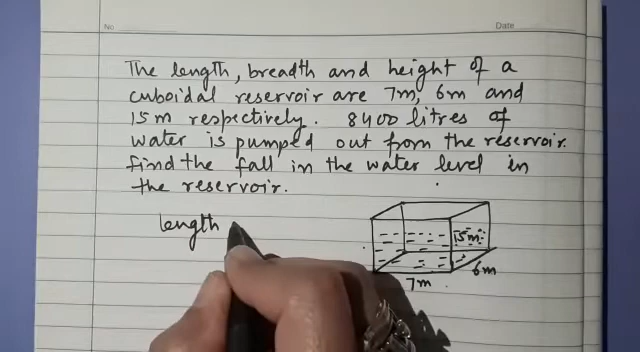 No
Date
The length, breadth and height of a
cuboidal reservoir are 7m, 6m and
15m respectively. 8400 litres of
water is pumped out from the reservoir.
find the fall in the water level in
the reservoir.
length
15m
6m
7m